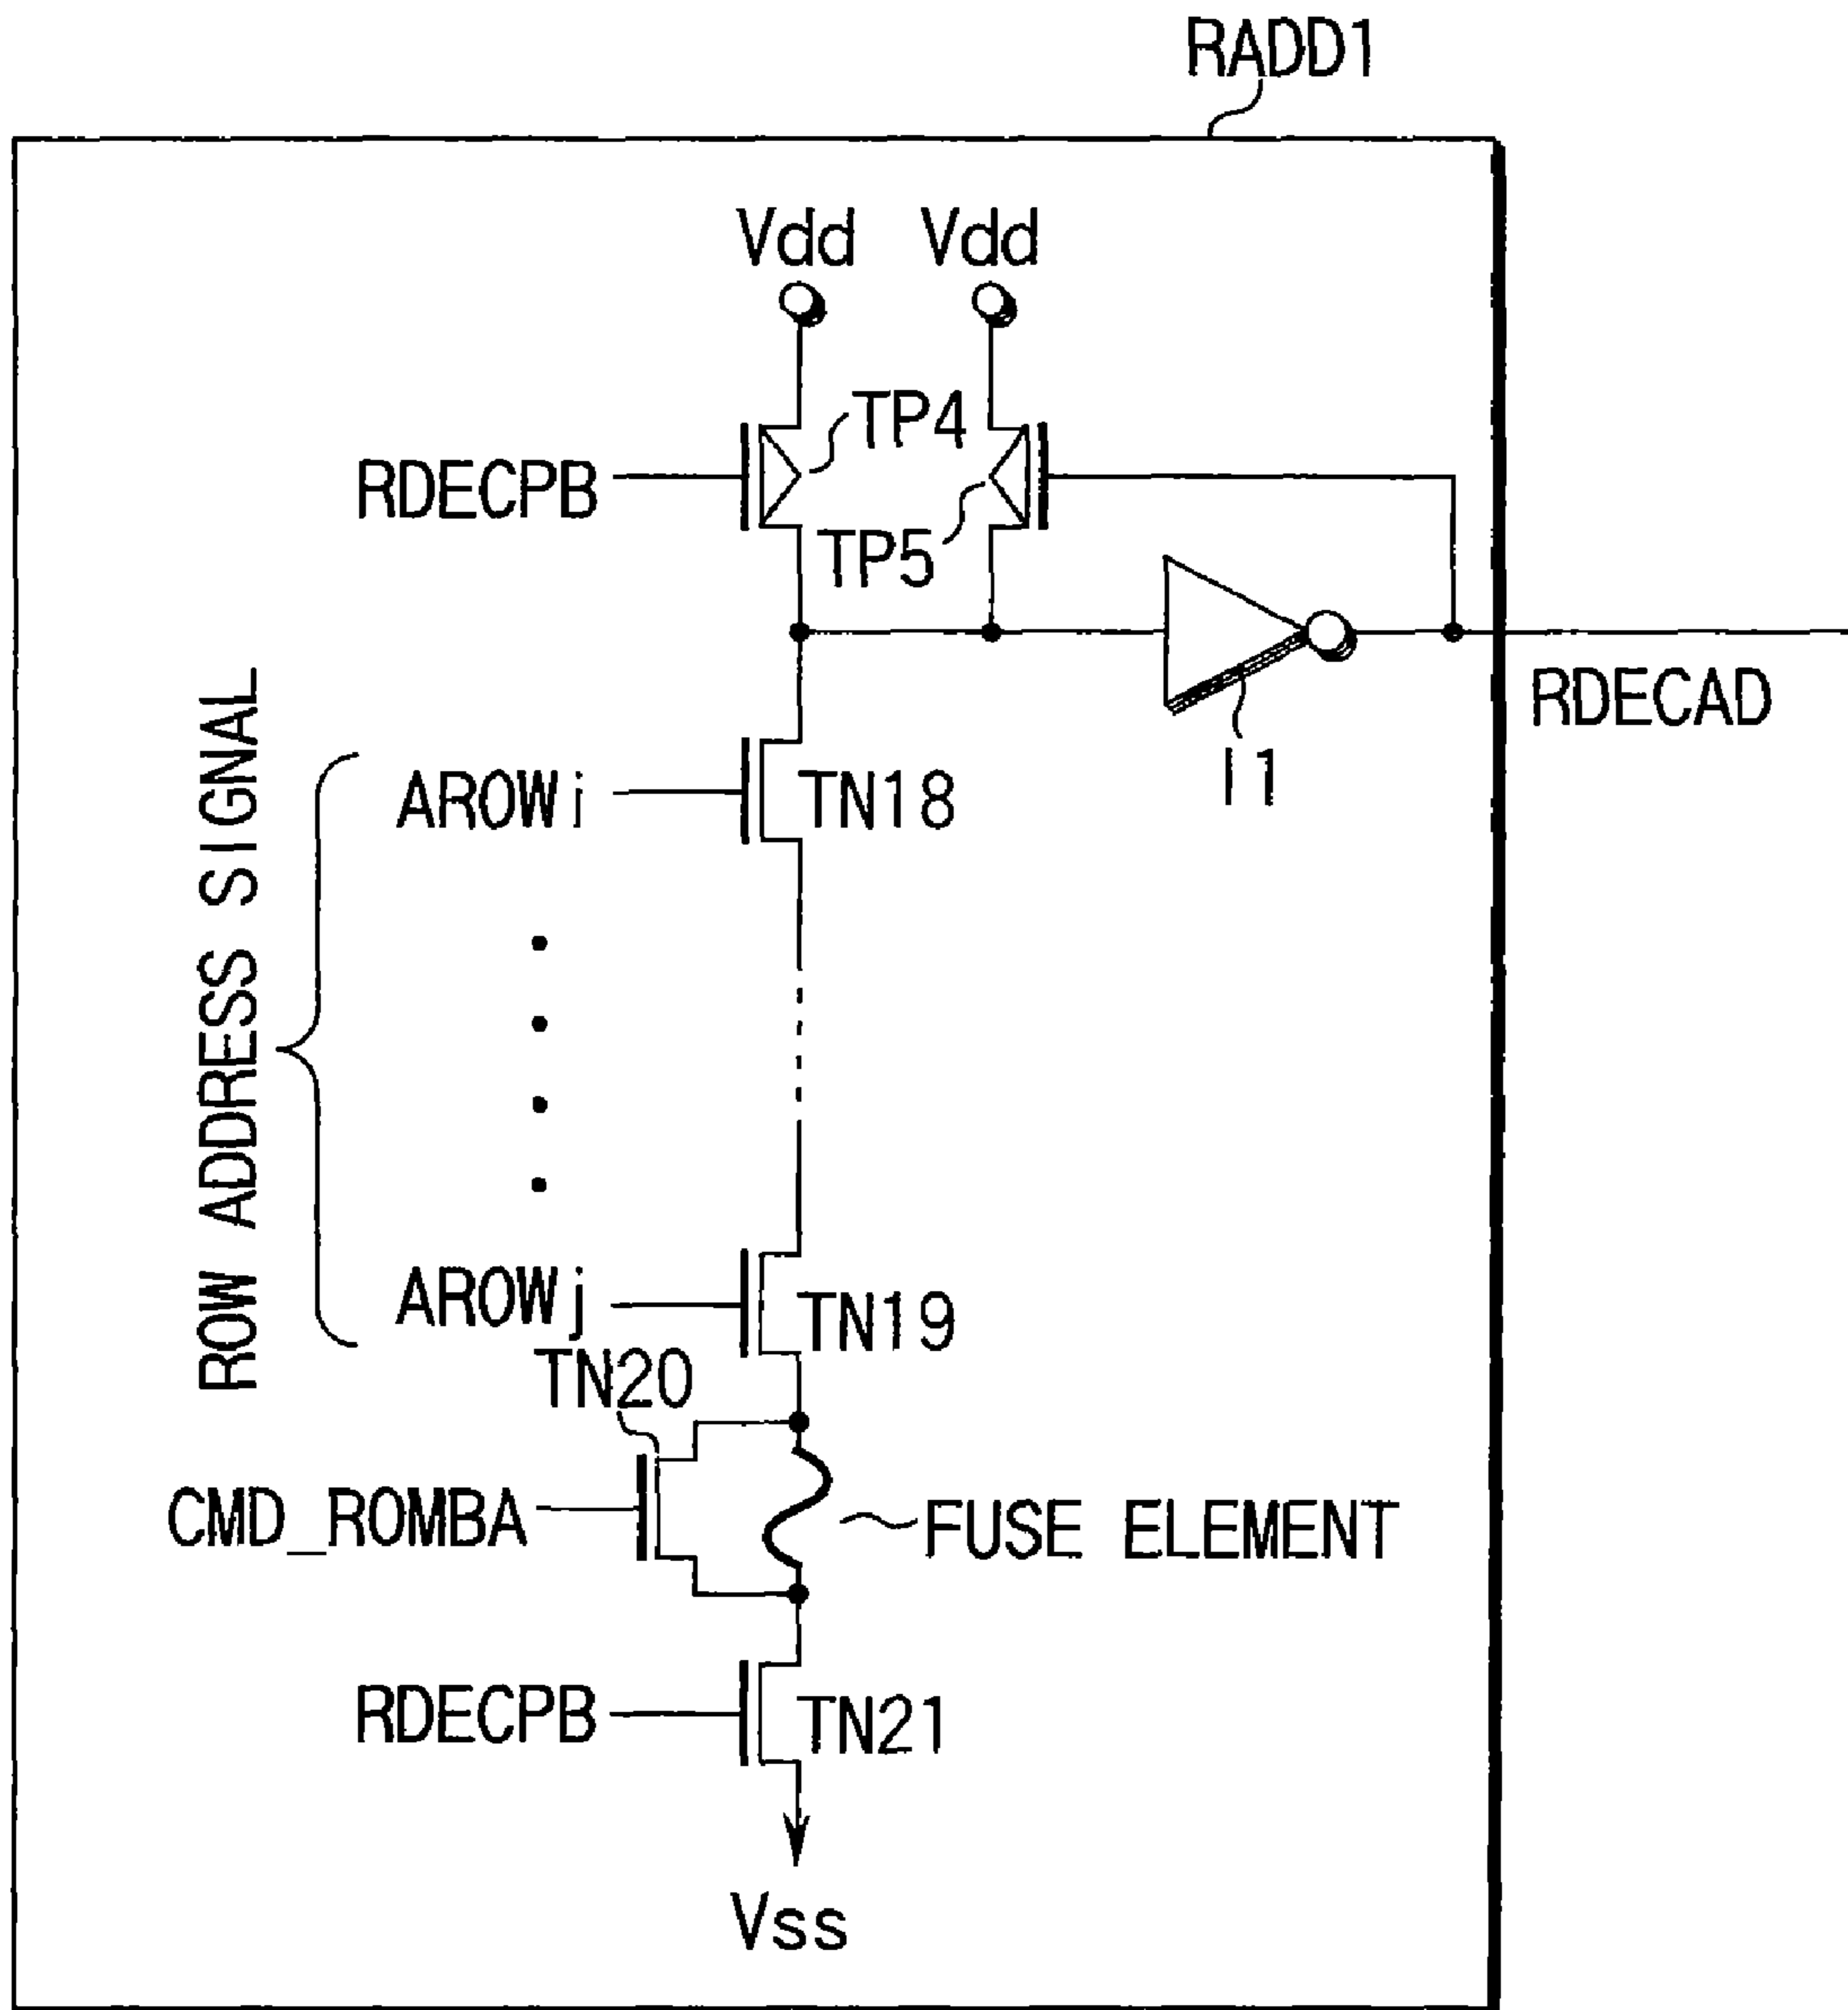 RADD1
Vdd
Vdd
TP4
RDECPB
TP5
RDECAD
I1
ROW ADDRESS SIGNAL
AROWi
TN18
AROWj
TN19
TN20
CMD_ROMBA
FUSE ELEMENT
RDECPB
TN21
Vss